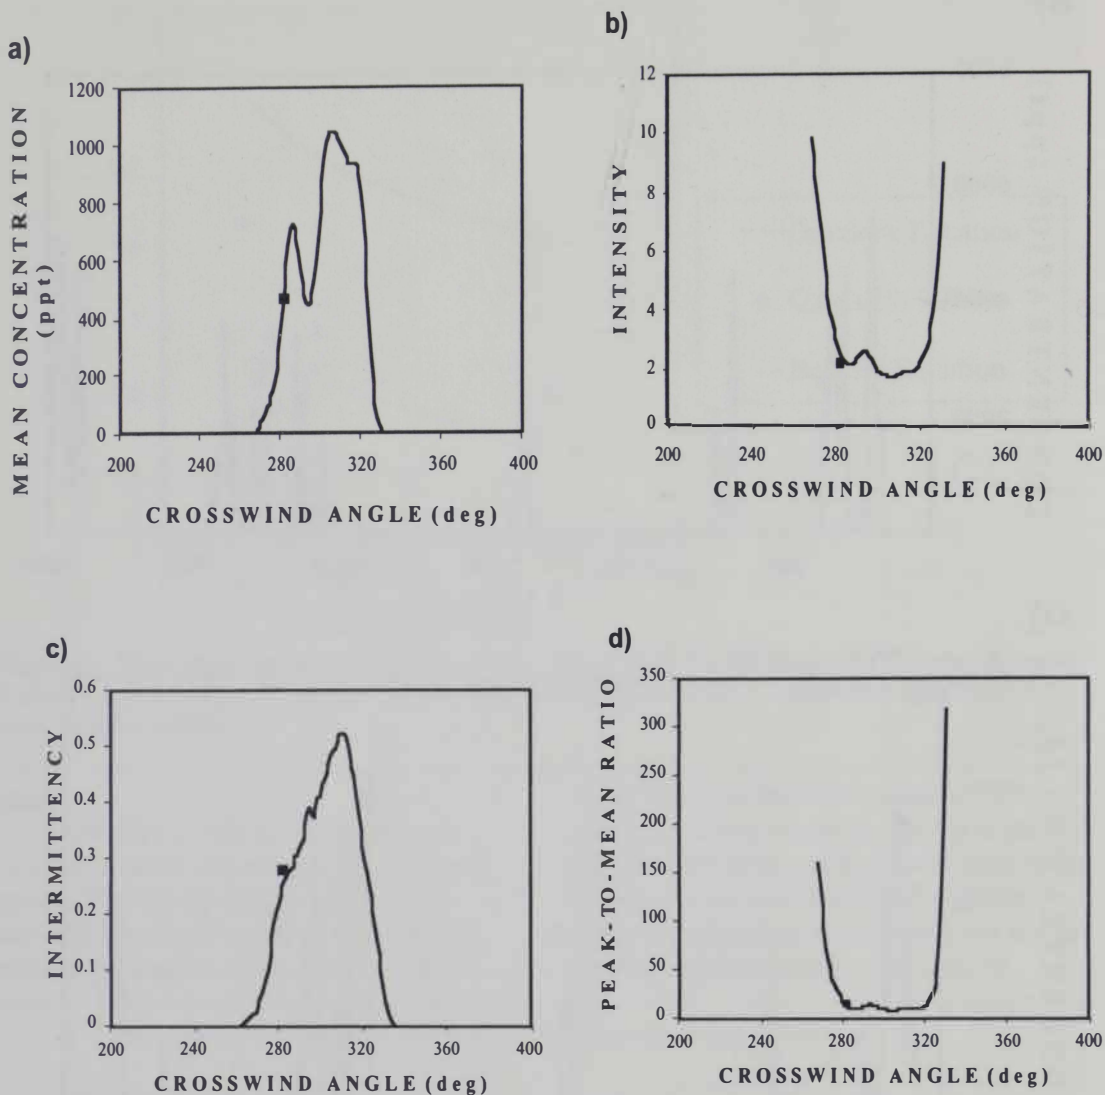 a)
MEAN CONCENTRATION
(ppt)
1200
1000
800
600
400
200
0
200 240 280 320 360 400
CROSSWIND ANGLE (deg)
b)
INTENSITY
12
10
8
6
4
2
0
200 240 280 320 360 400
CROSSWIND ANGLE (deg)
c)
INTERMITTENCY
0.6
0.5
0.4
0.3
0.2
0.1
0
200 240 280 320 360 400
CROSSWIND ANGLE (deg)
d)
PEAK-TO-MEAN RATIO
350
300
250
200
150
100
50
0
200 240 280 320 360 400
CROSSWIND ANGLE (deg)